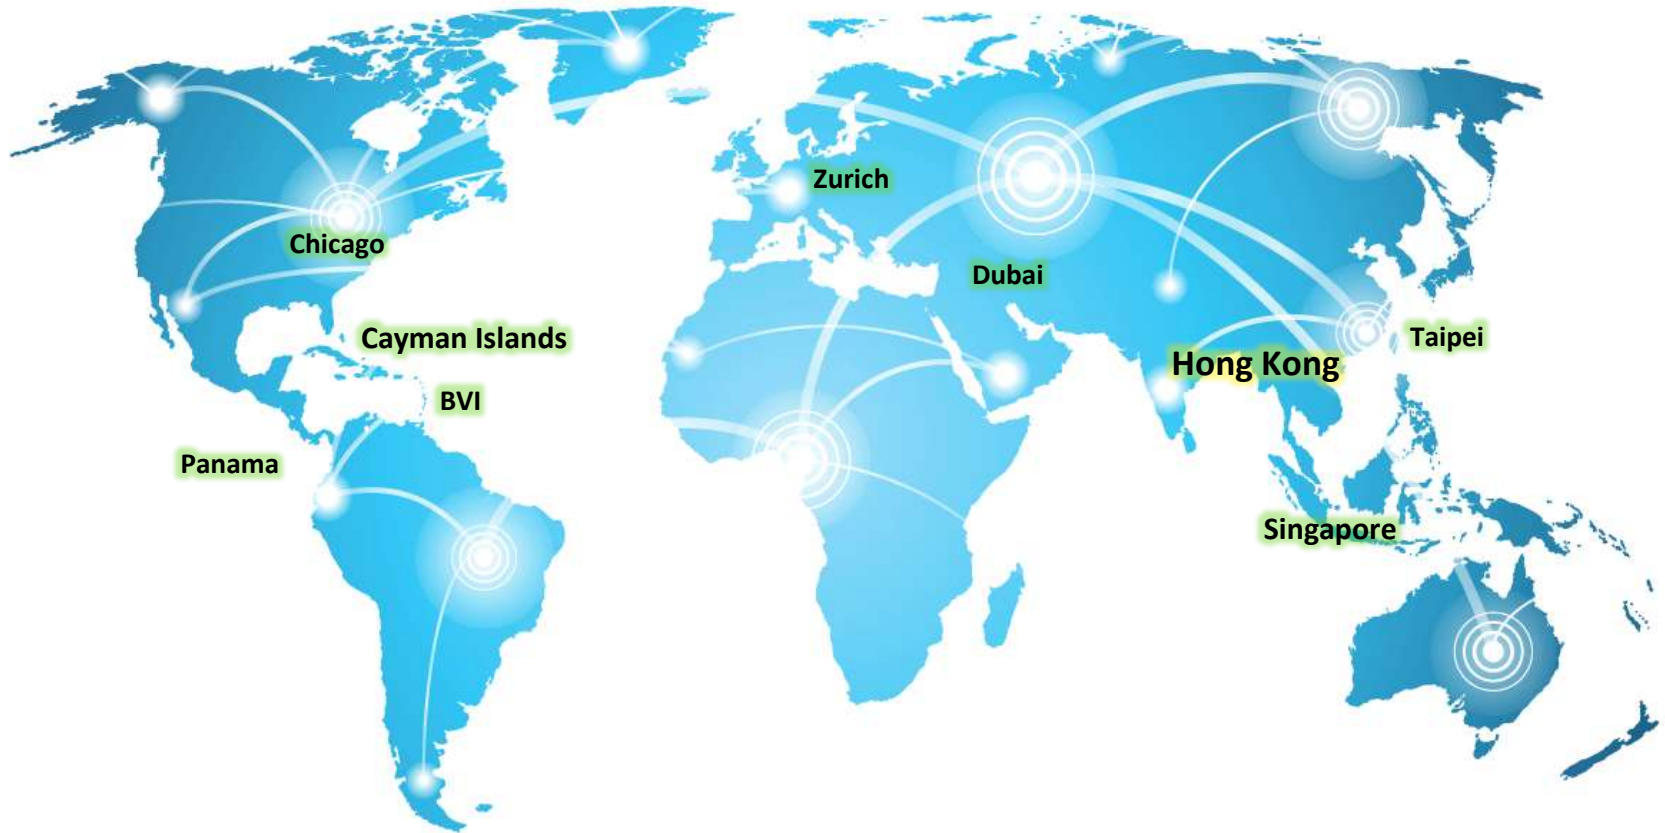 Zurich
Chicago
Dubai
Cayman Islands
Taipei
Hong Kong
BVI
Panama
Singapore